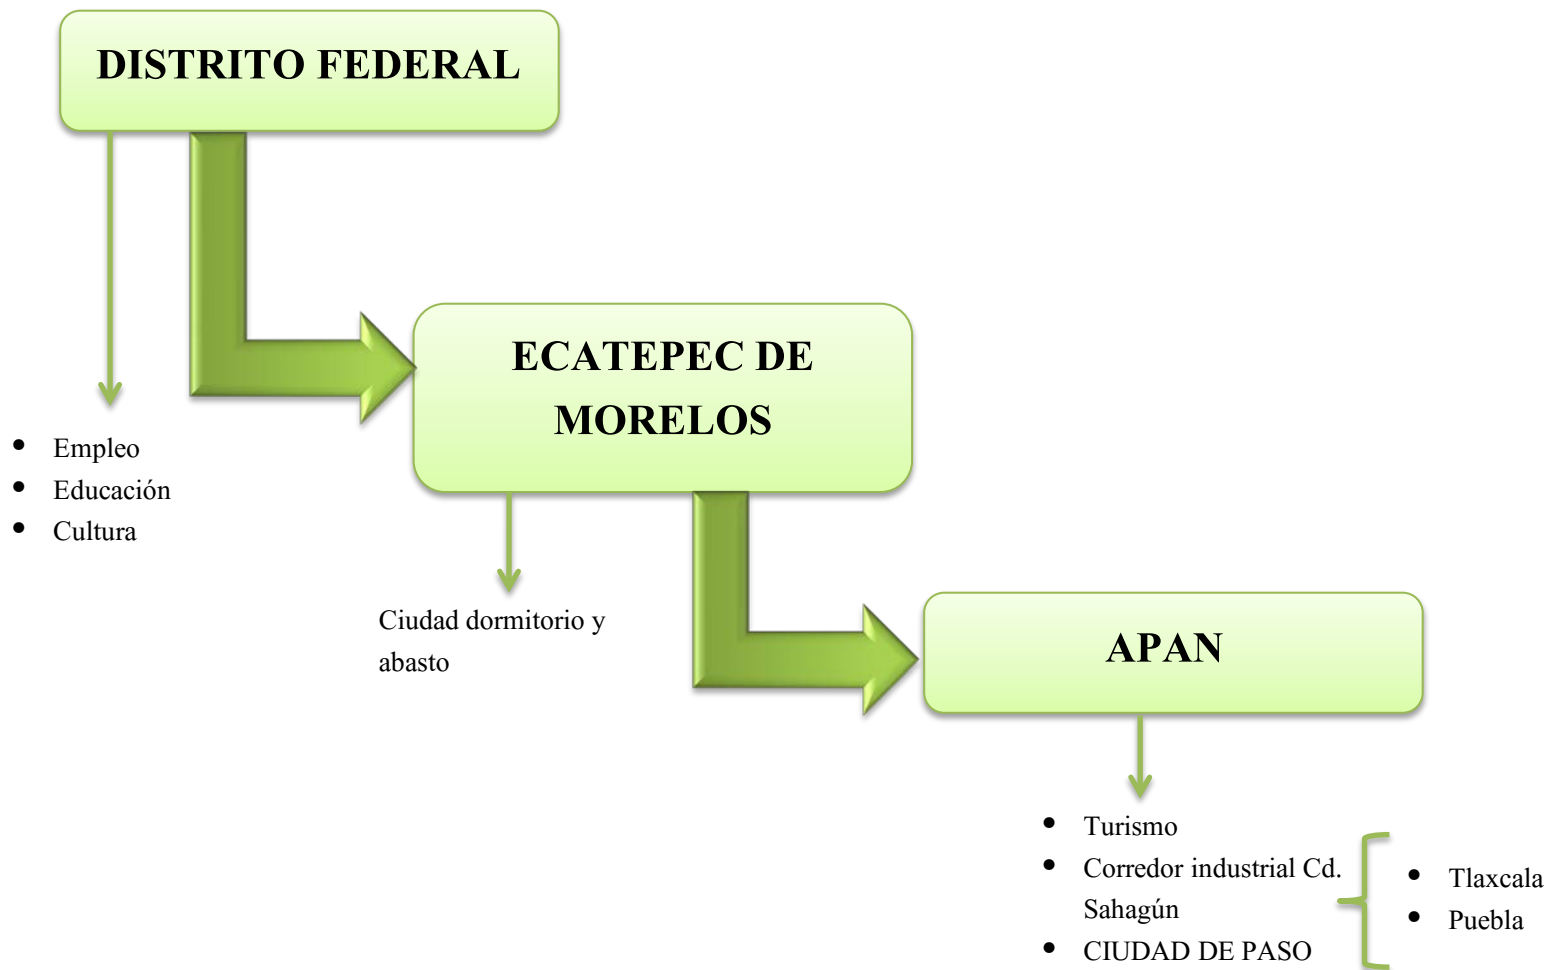 DISTRITO FEDERAL
• Empleo
• Educación
• Cultura
ECATEPEC DE
MORELOS
Ciudad dormitorio y
abasto
APAN
• Turismo
• Corredor industrial Cd.
Sahagún
• CIUDAD DE PASO
• Tlaxcala
• Puebla